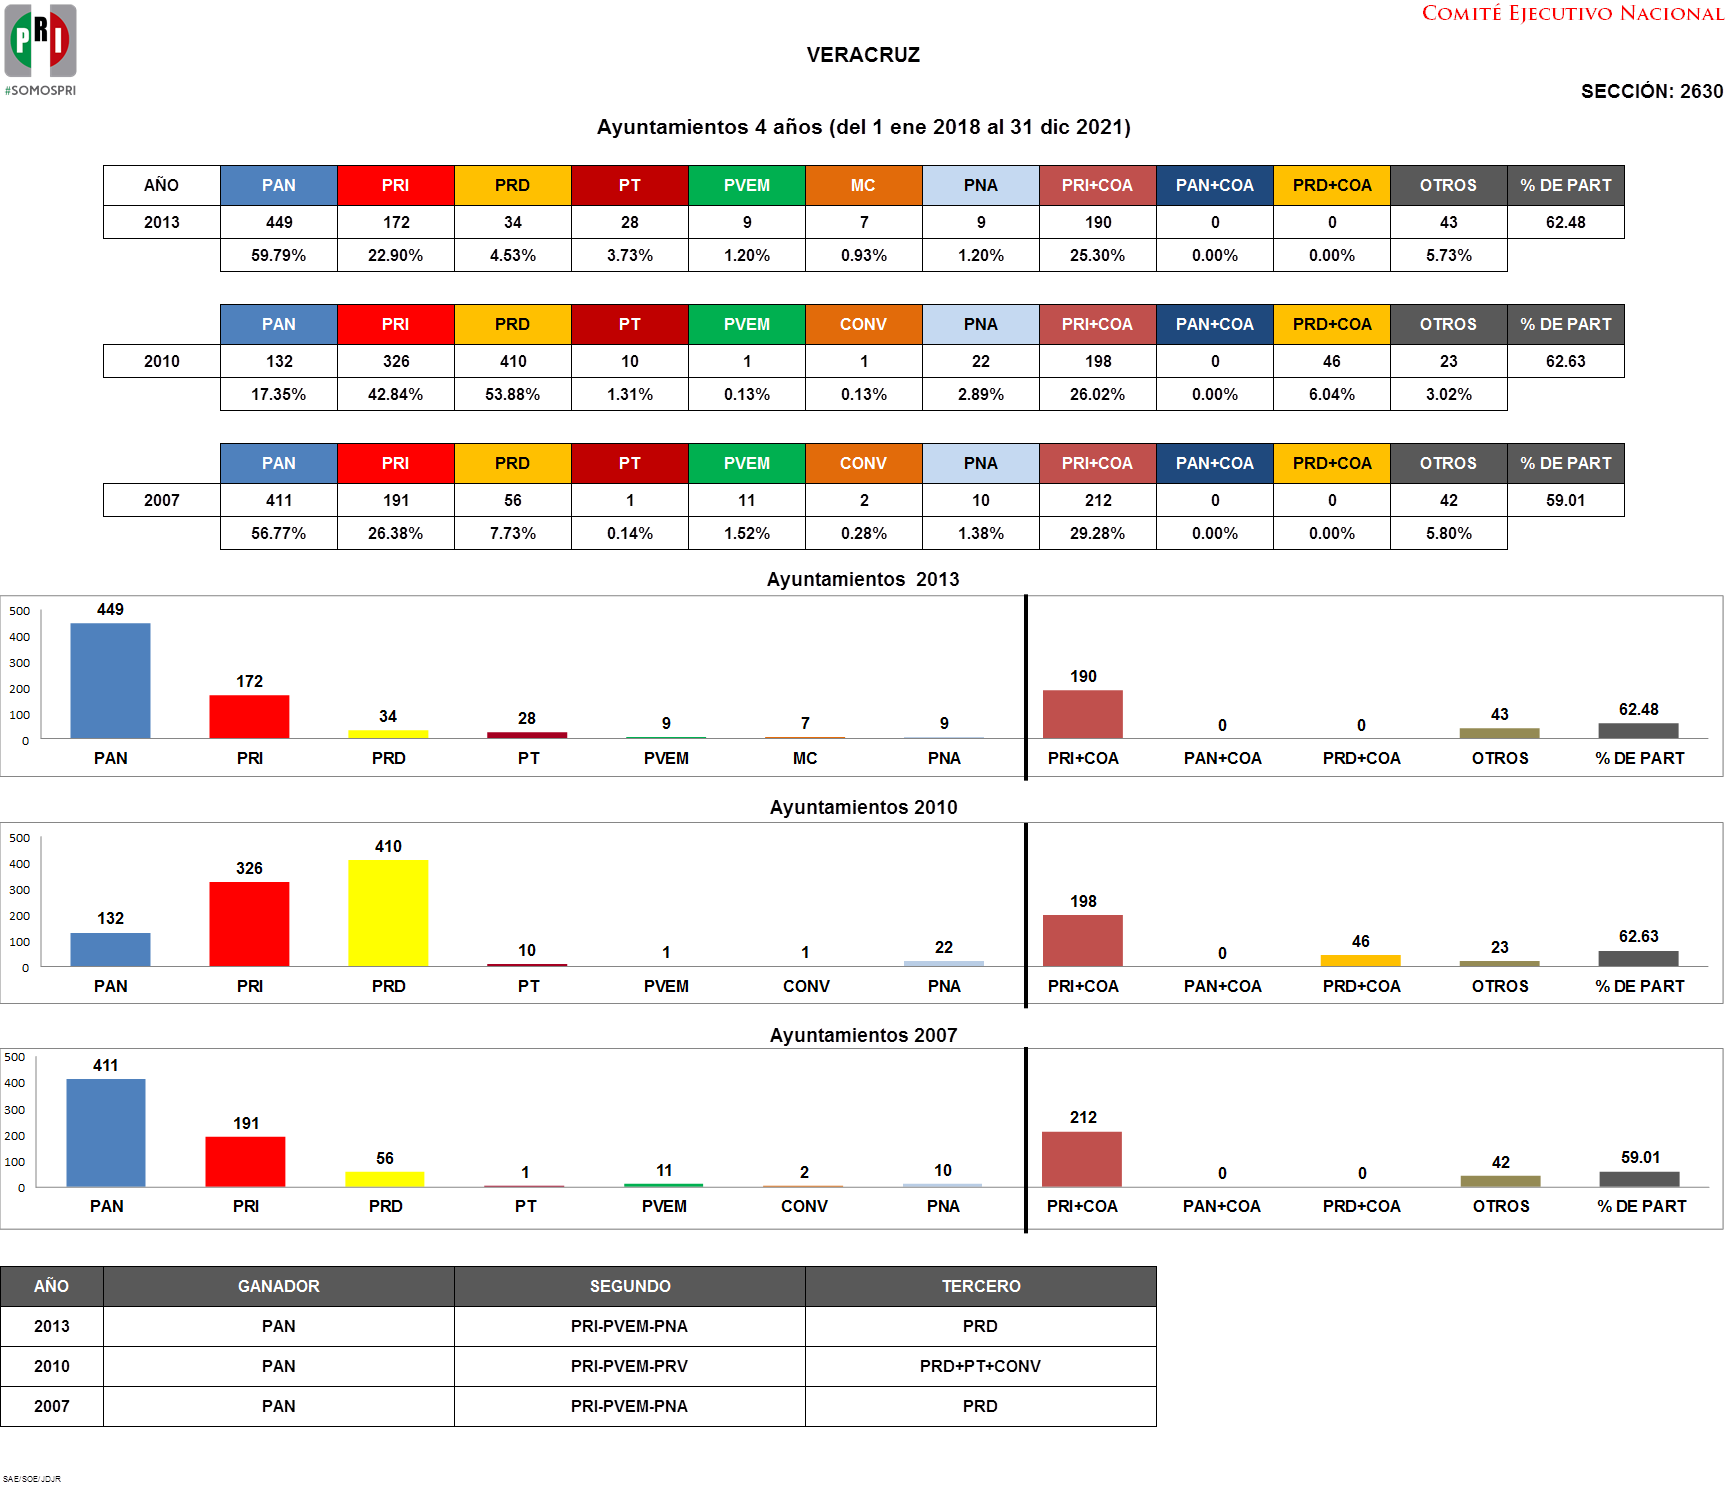 PRI
#SOMOSPRI
COMITÉ EJECUTIVO NACIONAL
VERACRUZ
SECCIÓN: 2630
Ayuntamientos 4 años (del 1 ene 2018 al 31 dic 2021)
AÑO PAN PRI PRD PT PVEM MC PNA PRI+COA PAN+COA PRD+COA OTROS % DE PART
2013 449 172 34 28 9 7 9 190 0 0 43 62.48
59.79% 22.90% 4.53% 3.73% 1.20% 0.93% 1.20% 25.30% 0.00% 0.00% 5.73%
PAN PRI PRD PT PVEM CONV PNA PRI+COA PAN+COA PRD+COA OTROS % DE PART
2010 132 326 410 10 1 1 22 198 0 46 23 62.63
17.35% 42.84% 53.88% 1.31% 0.13% 0.13% 2.89% 26.02% 0.00% 6.04% 3.02%
PAN PRI PRD PT PVEM CONV PNA PRI+COA PAN+COA PRD+COA OTROS % DE PART
2007 411 191 56 1 11 2 10 212 0 0 42 59.01
56.77% 26.38% 7.73% 0.14% 1.52% 0.28% 1.38% 29.28% 0.00% 0.00% 5.80%
Ayuntamientos 2013
500
400
300
200
100
0
449 172 34 28 9 7 9 190 0 0 43 62.48
PAN PRI PRD PT PVEM MC PNA PRI+COA PAN+COA PRD+COA OTROS % DE PART
Ayuntamientos 2010
500
400
300
200
100
0
132 326 410 10 1 1 22 198 0 46 23 62.63
PAN PRI PRD PT PVEM CONV PNA PRI+COA PAN+COA PRD+COA OTROS % DE PART
Ayuntamientos 2007
500
400
300
200
100
0
411 191 56 1 11 2 10 212 0 0 42 59.01
PAN PRI PRD PT PVEM CONV PNA PRI+COA PAN+COA PRD+COA OTROS % DE PART
AÑO GANADOR SEGUNDO TERCERO
2013 PAN PRI-PVEM-PNA PRD
2010 PAN PRI-PVEM-PRV PRD+PT+CONV
2007 PAN PRI-PVEM-PNA PRD
SAE/SOE/JDJR